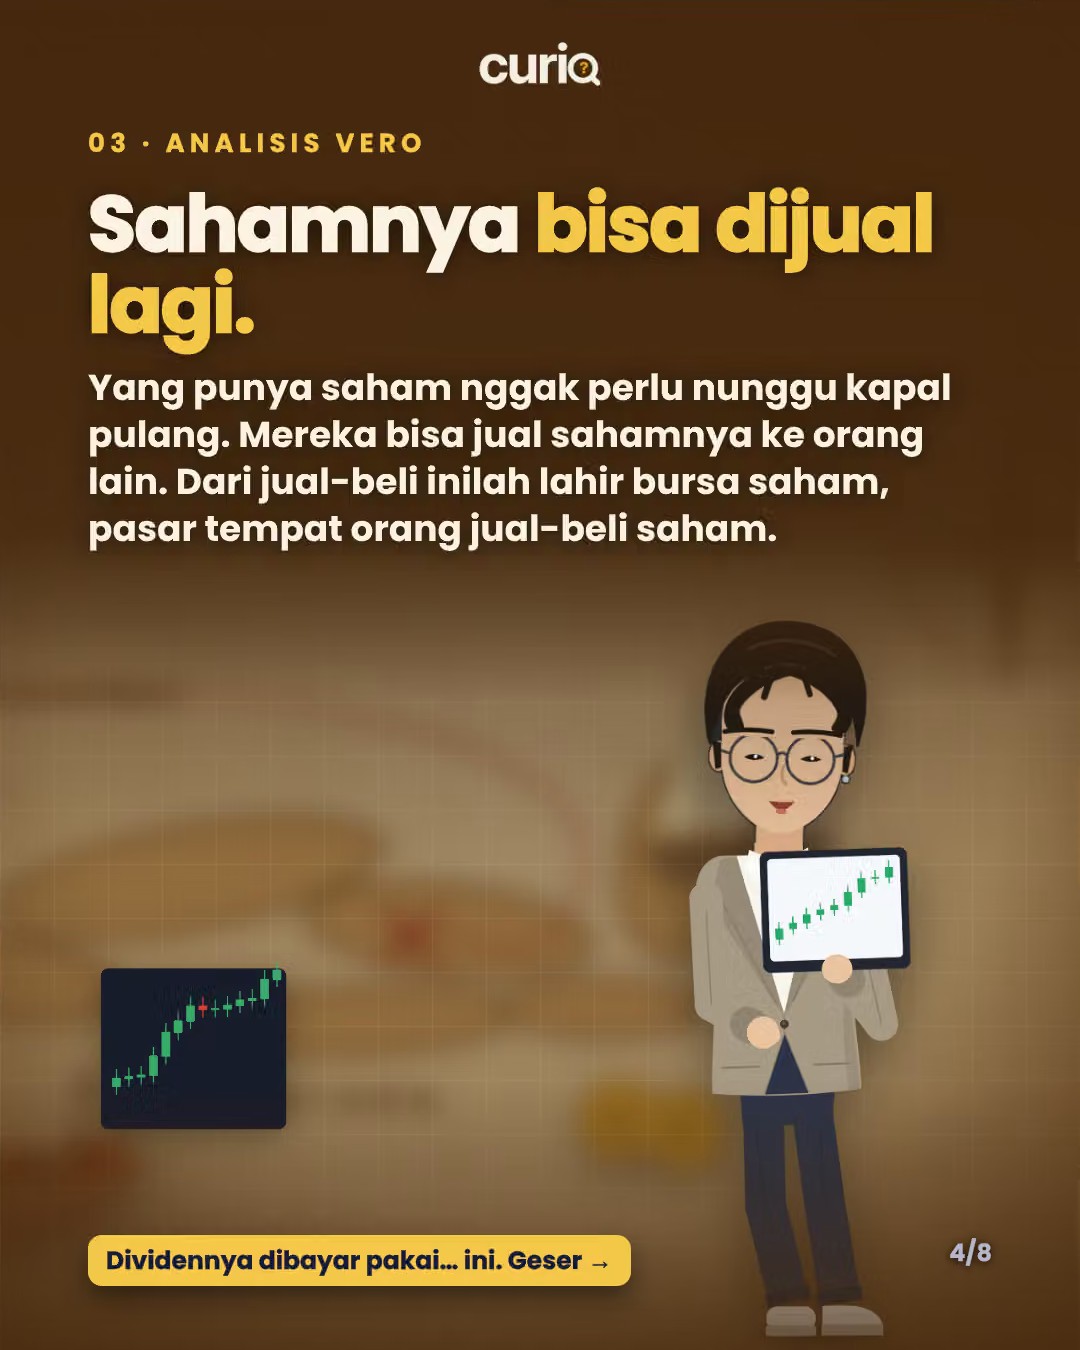 curiQ
03 · ANALISIS VERO
Sahamnya bisa dijual
lagi.
Yang punya saham nggak perlu nunggu kapal
pulang. Mereka bisa jual sahamnya ke orang
lain. Dari jual-beli inilah lahir bursa saham,
pasar tempat orang jual-beli saham.
Dividennya dibayar pakai... ini. Geser →
4/8